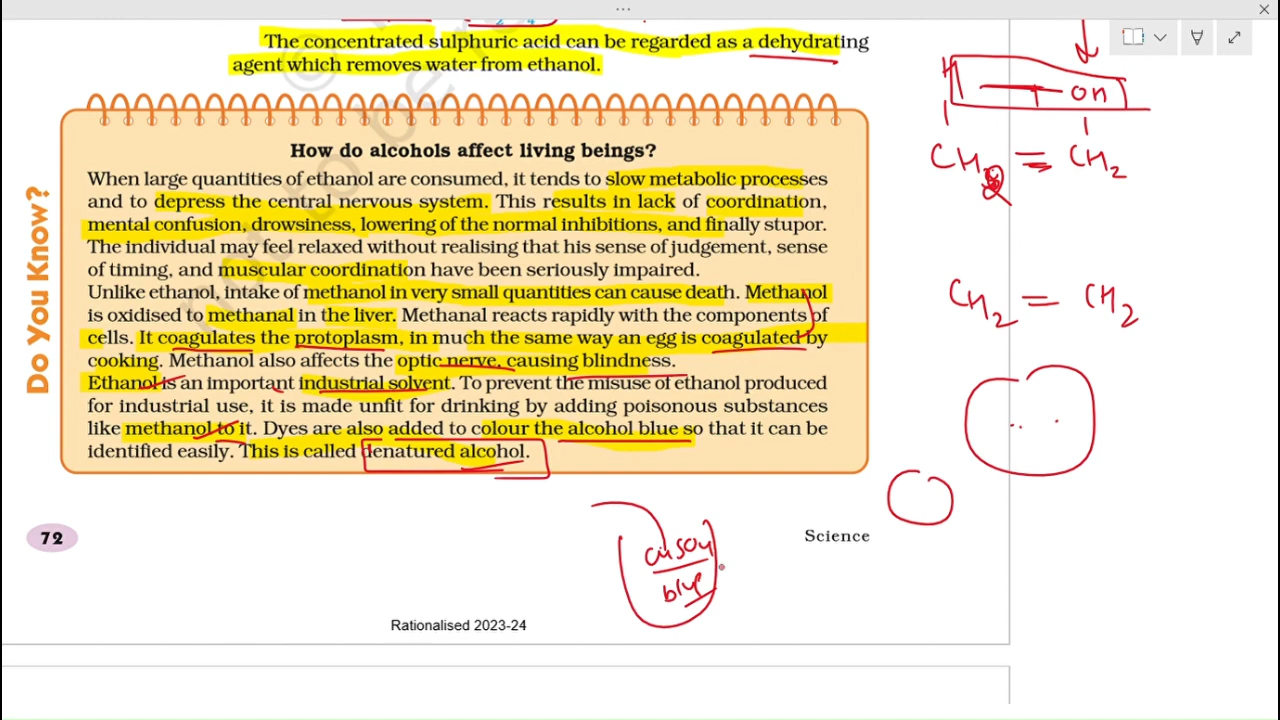 The concentrated sulphuric acid can be regarded as a dehydrating
agent which removes water from ethanol.
How do alcohols affect living beings?
When large quantities of ethanol are consumed, it tends to slow metabolic processes
and to depress the central nervous system. This results in lack of coordination,
mental confusion, drowsiness, lowering of the normal inhibitions, and finally stupor.
The individual may feel relaxed without realising that his sense of judgement, sense
of timing, and muscular coordination have been seriously impaired.
Unlike ethanol, intake of methanol in very small quantities can cause death. Methanol
is oxidised to methanal in the liver. Methanal reacts rapidly with the components of
cells. It coagulates the protoplasm, in much the same way an egg is coagulated by
cooking. Methanol also affects the optic nerve, causing blindness.
Ethanol is an important industrial solvent. To prevent the misuse of ethanol produced
for industrial use, it is made unfit for drinking by adding poisonous substances
like methanol to it. Dyes are also added to colour the alcohol blue so that it can be
identified easily. This is called denatured alcohol.
Do You Know?
72
Science
Rationalised 2023-24
H OH
CH2 = CH2
CH2 = CH2
CuSO4
blue